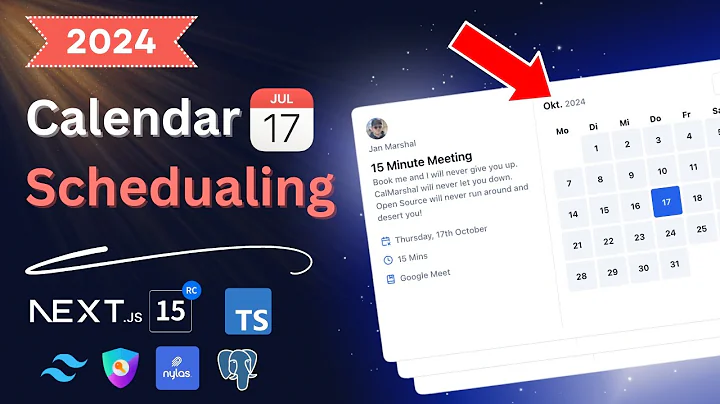 2024
Calendar
JUL
17
Schedualing
NEXT.JS
15
RC
TS
nylas
Jan Marshal
15 Minute Meeting
Book me and I will never give you up.
CalMarshal will never let you down.
Open Source will never run around and
desert you!
Thursday, 17th October
15 Mins
Google Meet
Okt. 2024
Mo Di Mi Do Fr Sa
1 2 3 4
7 8 9 10 11
14 15 16 17 18
21 22 23 24 25
28 29 30 31